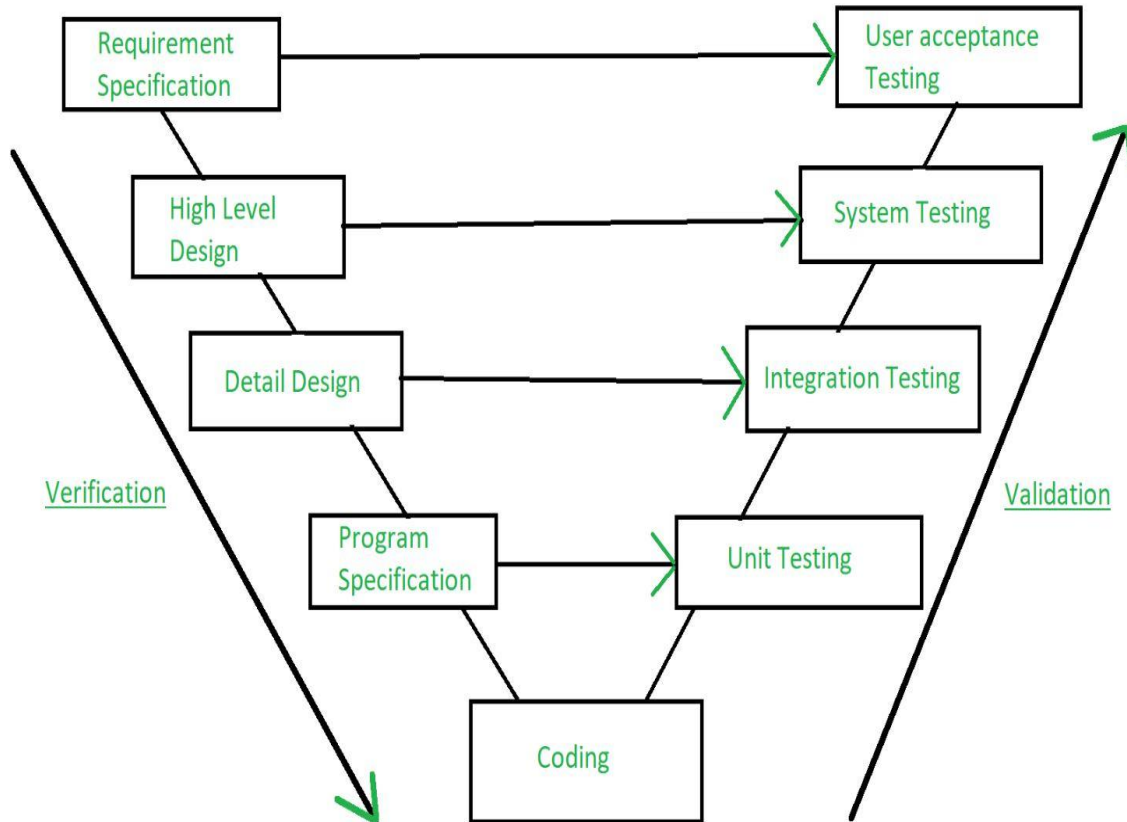 Requirement
Specification
User acceptance
Testing
High Level
Design
System Testing
Detail Design
Integration Testing
Verification
Validation
Program
Specification
Unit Testing
Coding